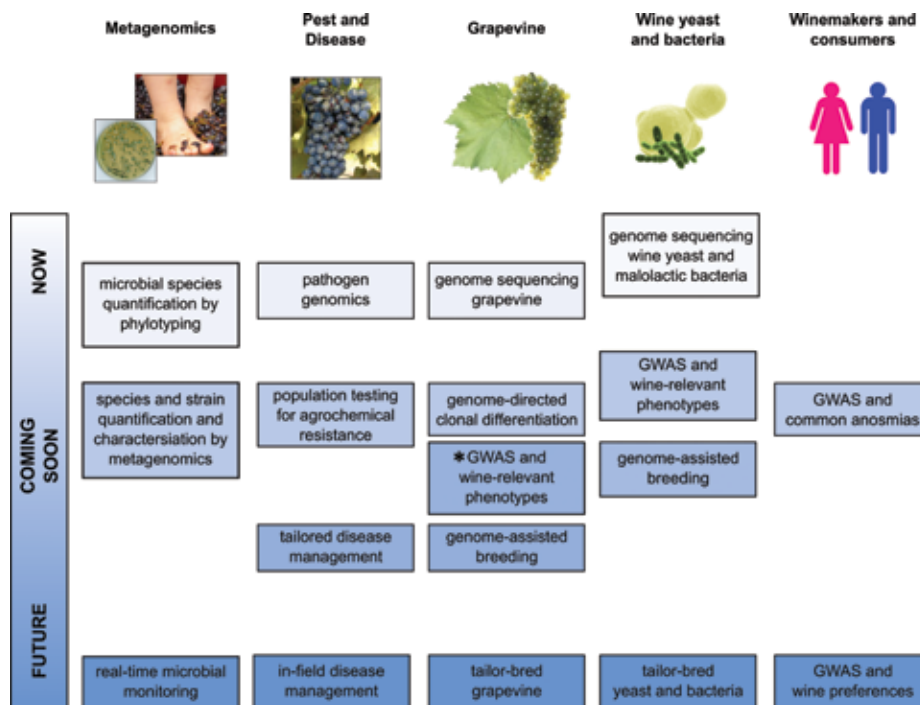 Metagenomics
Pest and
Disease
Grapevine
Wine yeast
and bacteria
Winemakers and
consumers
NOW
microbial species
quantification by
phylotyping
pathogen
genomics
genome sequencing
grapevine
genome sequencing
wine yeast and
malolactic bacteria
COMING
SOON
species and strain
quantification and
charactersiation by
metagenomics
population testing
for agrochemical
resistance
genome-directed
clonal differentiation
GWAS and
wine-relevant
phenotypes
GWAS and
common anosmias
*GWAS and
wine-relevant
phenotypes
genome-assisted
breeding
tailored disease
management
genome-assisted
breeding
FUTURE
real-time microbial
monitoring
in-field disease
management
tailor-bred
grapevine
tailor-bred
yeast and bacteria
GWAS and
wine preferences